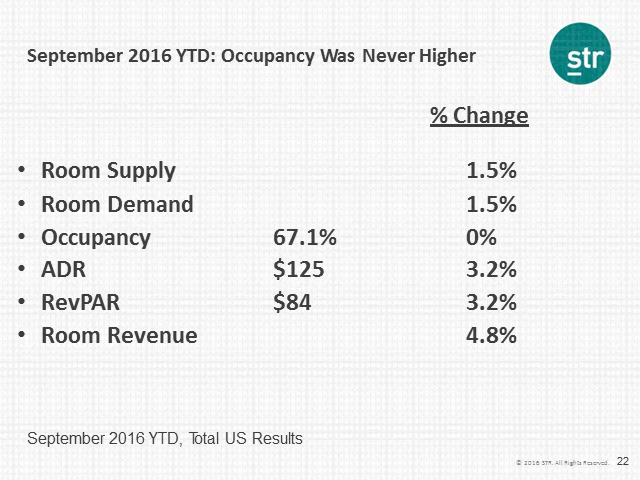 September 2016 YTD: Occupancy Was Never Higher
str
% Change
• Room Supply 1.5%
• Room Demand 1.5%
• Occupancy 67.1% 0%
• ADR $125 3.2%
• RevPAR $84 3.2%
• Room Revenue 4.8%
September 2016 YTD, Total US Results
© 2016 STR. All Rights Reserved. 22